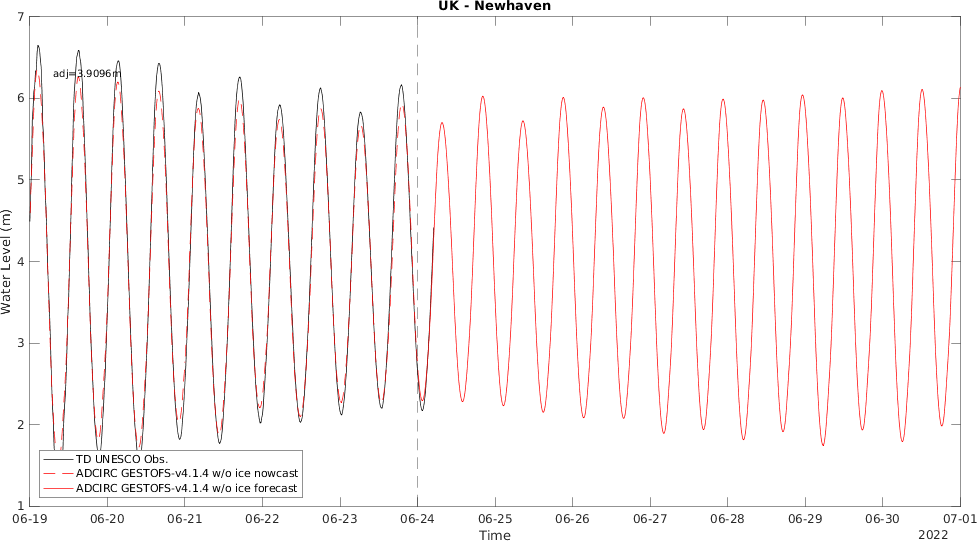 UK - Newhaven
7
6
5
4
3
2
1
Water Level (m)
adj=3.9096m
TD UNESCO Obs.
ADCIRC GESTOFS-v4.1.4 w/o ice nowcast
ADCIRC GESTOFS-v4.1.4 w/o ice forecast
06-19 06-20 06-21 06-22 06-23 06-24 06-25 06-26 06-27 06-28 06-29 06-30 07-01
Time
2022